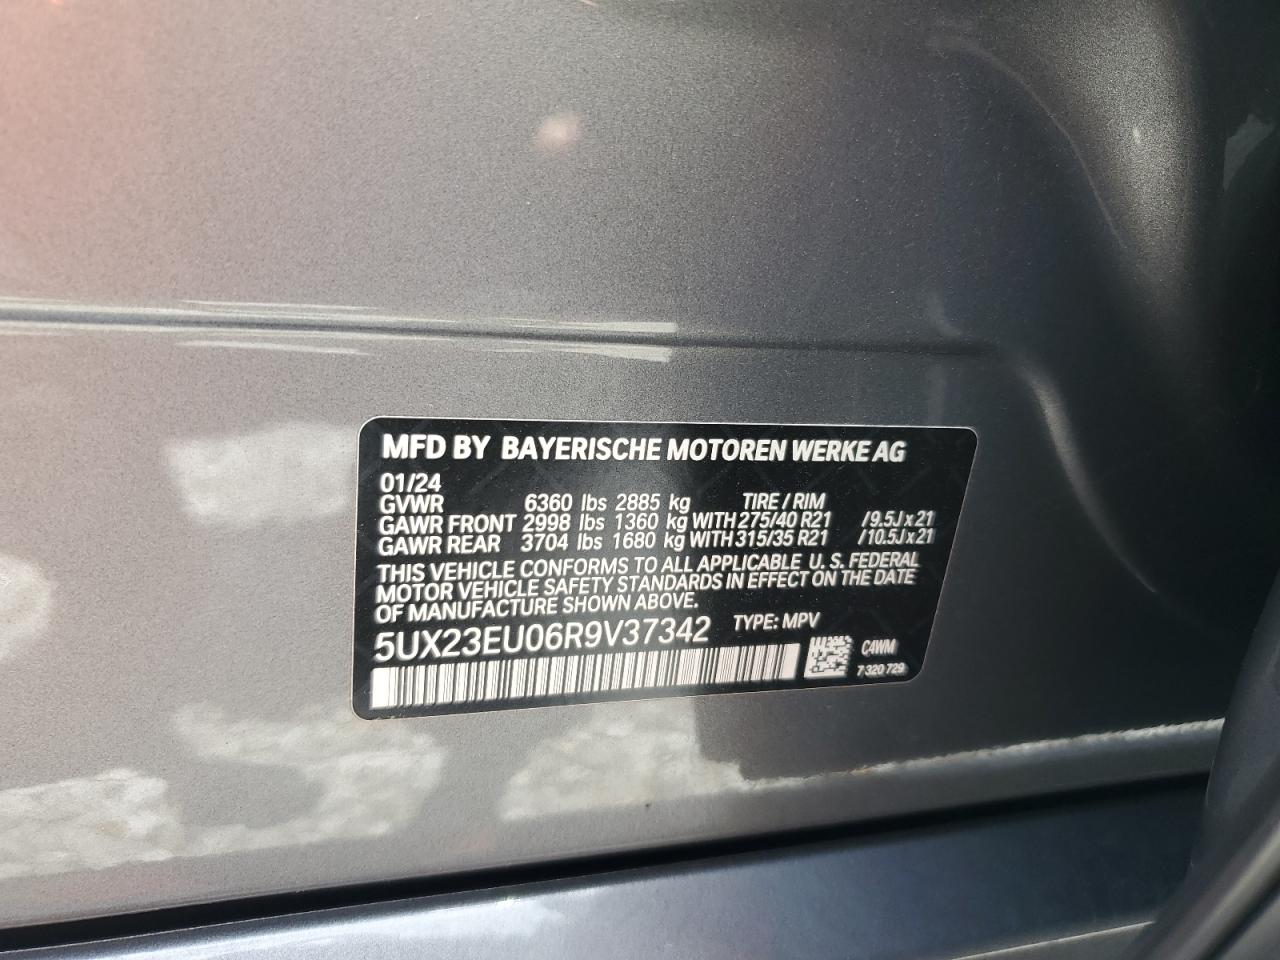 MFD BY BAYERISCHE MOTOREN WERKE AG
01/24
GVWR 6360 lbs 2885 kg TIRE / RIM
GAWR FRONT 2998 lbs 1360 kg WITH 275/40 R21 /9.5J x 21
GAWR REAR 3704 lbs 1680 kg WITH 315/35 R21 /10.5J x 21
THIS VEHICLE CONFORMS TO ALL APPLICABLE U. S. FEDERAL
MOTOR VEHICLE SAFETY STANDARDS IN EFFECT ON THE DATE
OF MANUFACTURE SHOWN ABOVE.
5UX23EU06R9V37342 TYPE: MPV
C4WM
7 320 729